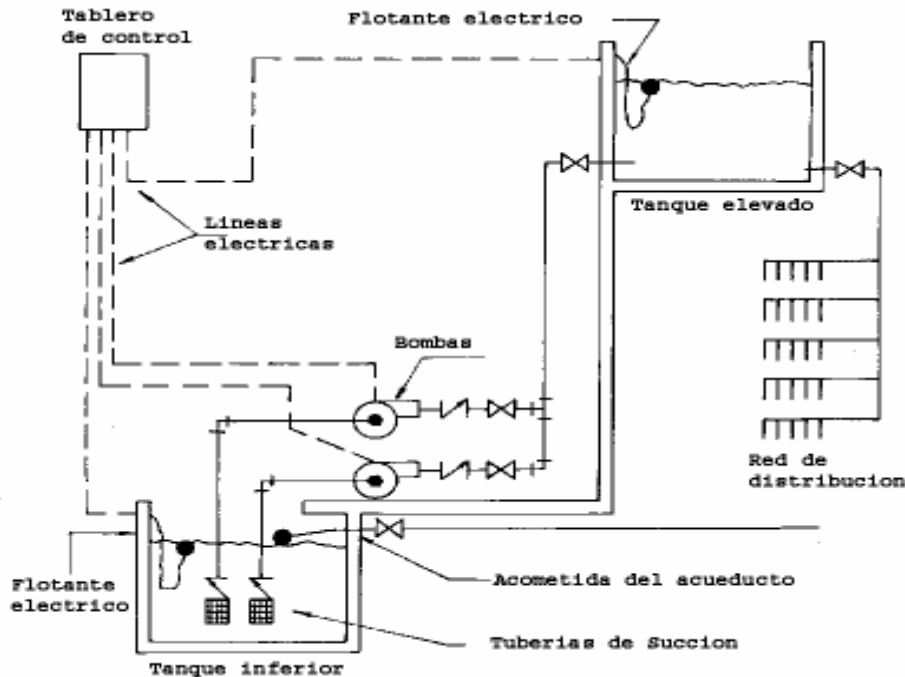 Tablero
de control
Flotante electrico
Lineas
electricas
Tanque elevado
Bombas
Red de
distribucion
Flotante
electrico
Acometida del acueducto
Tuberias de Succion
Tanque inferior